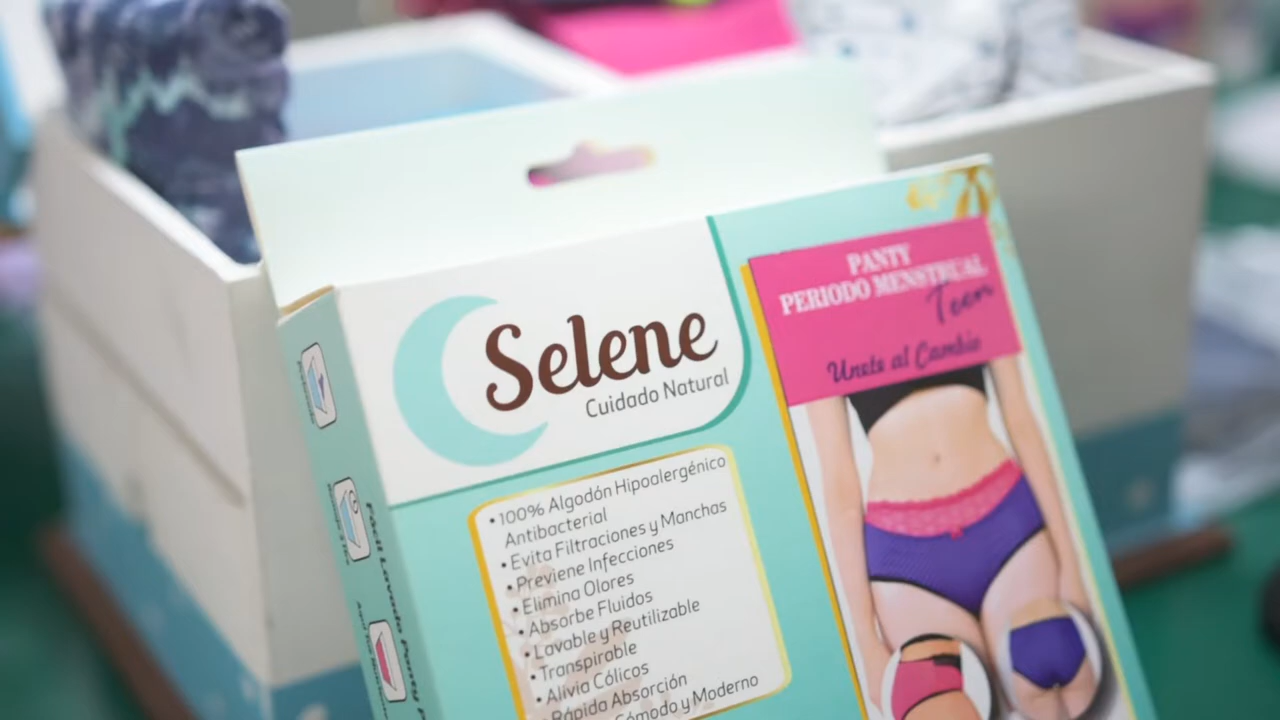 Selene
Cuidado Natural
PANTY
PERIODO MENSTRUAL
Teen
Unete al Cambio
• 100% Algodón Hipoalergénico
Antibacterial
• Evita Filtraciones y Manchas
• Previene Infecciones
• Elimina Olores
• Absorbe Fluidos
• Lavable y Reutilizable
• Transpirable
• Alivia Cólicos
• Rápida Absorción
Cómodo y Moderno